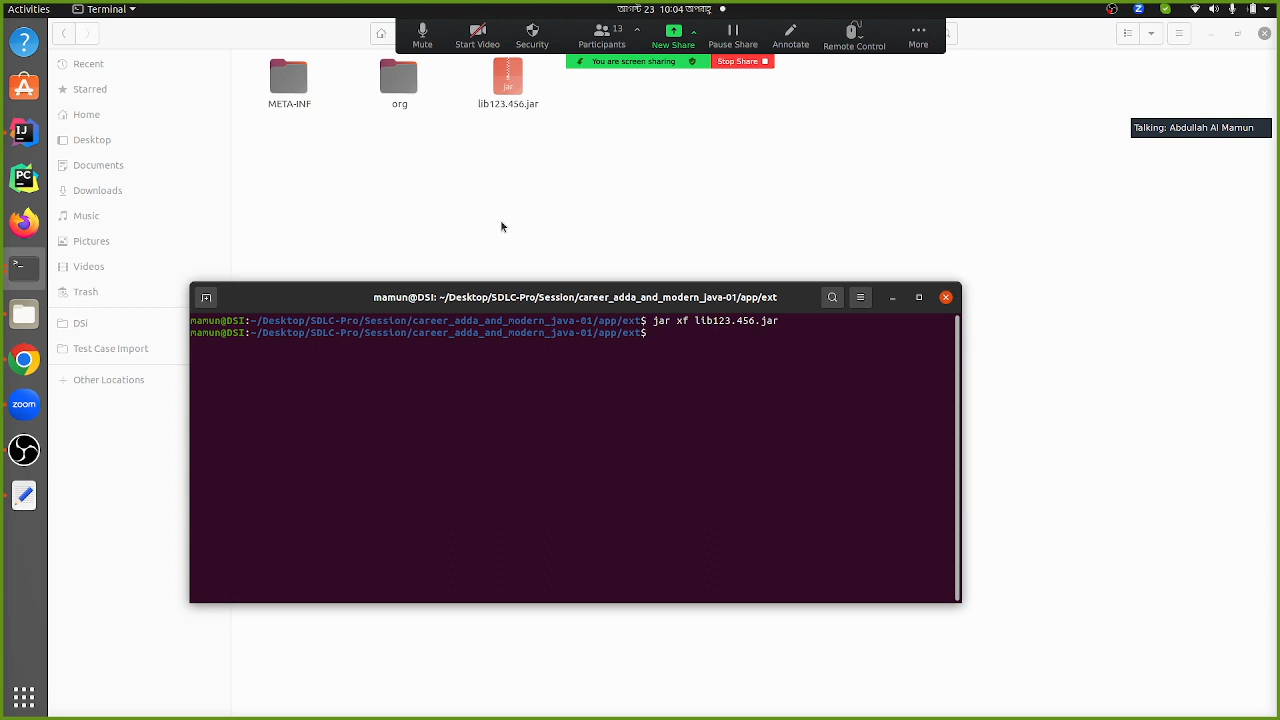 Activities
Terminal
আগস্ট 23 10:04 অপরাহ্ণ
Mute
Start Video
Security
13
Participants
New Share
Pause Share
Annotate
Remote Control
More
You are screen sharing
Stop Share
Talking: Abdullah Al Mamun
Recent
Starred
Home
Desktop
Documents
Downloads
Music
Pictures
Videos
Trash
DSi
Test Case Import
Other Locations
META-INF
org
jar
lib123.456.jar
mamun@DSI: ~/Desktop/SDLC-Pro/Session/career_adda_and_modern_java-01/app/ext
mamun@DSI:~/Desktop/SDLC-Pro/Session/career_adda_and_modern_java-01/app/ext$ jar xf lib123.456.jar
mamun@DSI:~/Desktop/SDLC-Pro/Session/career_adda_and_modern_java-01/app/ext$
IJ
PC
zoom